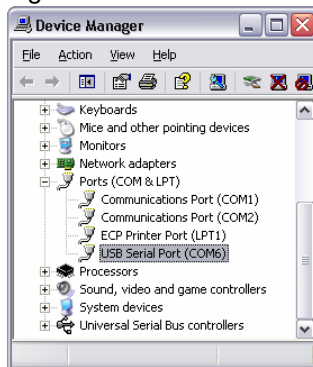 Device Manager
File Action View Help
Keyboards
Mice and other pointing devices
Monitors
Network adapters
Ports (COM & LPT)
Communications Port (COM1)
Communications Port (COM2)
ECP Printer Port (LPT1)
USB Serial Port (COM6)
Processors
Sound, video and game controllers
System devices
Universal Serial Bus controllers